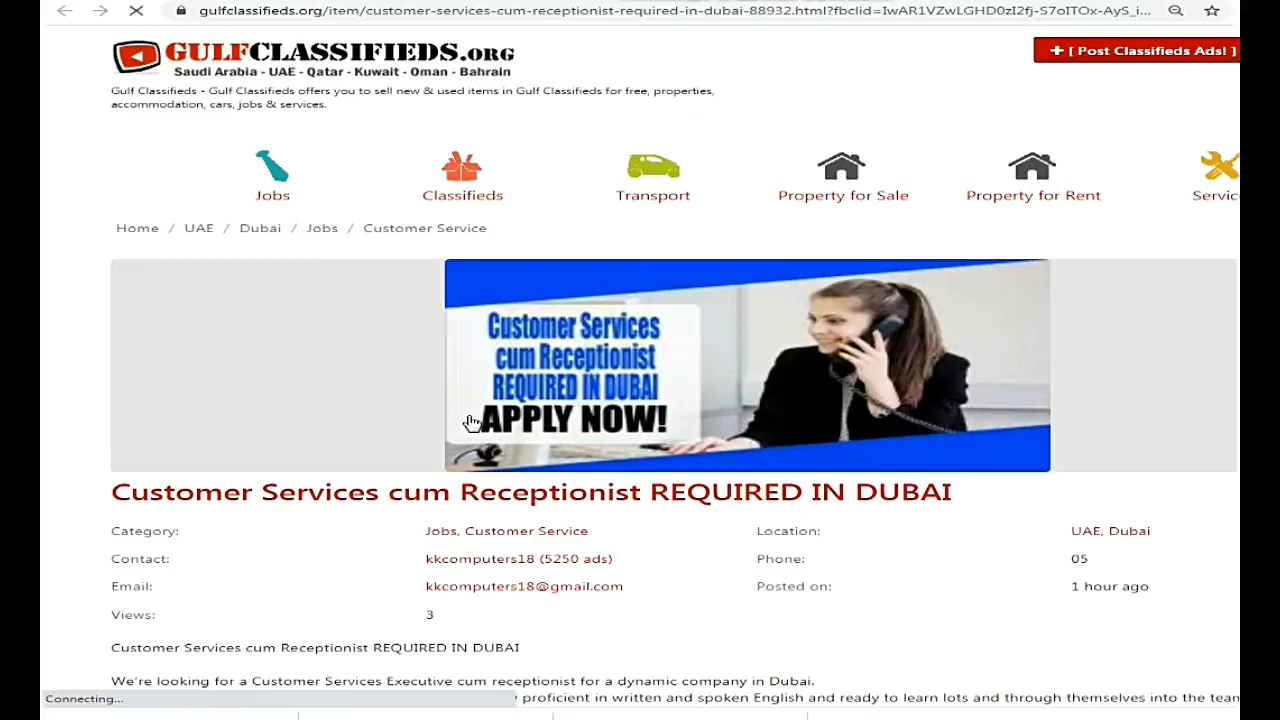 gulfclassifieds.org/item/customer-services-cum-receptionist-required-in-dubai-88932.html?fbclid=IwAR1VZwLGHD0zI2fj-S7oITOx-AyS_i...
GULFCLASSIFIEDS.ORG
Saudi Arabia - UAE - Qatar - Kuwait - Oman - Bahrain
+ [ Post Classifieds Ads! ]
Gulf Classifieds - Gulf Classifieds offers you to sell new & used items in Gulf Classifieds for free, properties,
accommodation, cars, jobs & services.
Jobs Classifieds Transport Property for Sale Property for Rent Servic
Home / UAE / Dubai / Jobs / Customer Service
Customer Services
cum Receptionist
REQUIRED IN DUBAI
APPLY NOW!
Customer Services cum Receptionist REQUIRED IN DUBAI
Category: Jobs, Customer Service Location: UAE, Dubai
Contact: kkcomputers18 (5250 ads) Phone: 05
Email: kkcomputers18@gmail.com Posted on: 1 hour ago
Views: 3
Customer Services cum Receptionist REQUIRED IN DUBAI
We're looking for a Customer Services Executive cum receptionist for a dynamic company in Dubai.
Connecting... proficient in written and spoken English and ready to learn lots and through themselves into the team